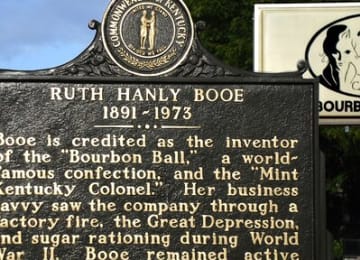 COMMONWEALTH OF KENTUCKY
RUTH HANLY BOOE
1891-1973
Booe is credited as the inventor
of the "Bourbon Ball," a world-
famous confection, and the "Mint
Kentucky Colonel." Her business
savvy saw the company through a
factory fire, the Great Depression,
and sugar rationing during World
War II. Booe remained active
BOURB